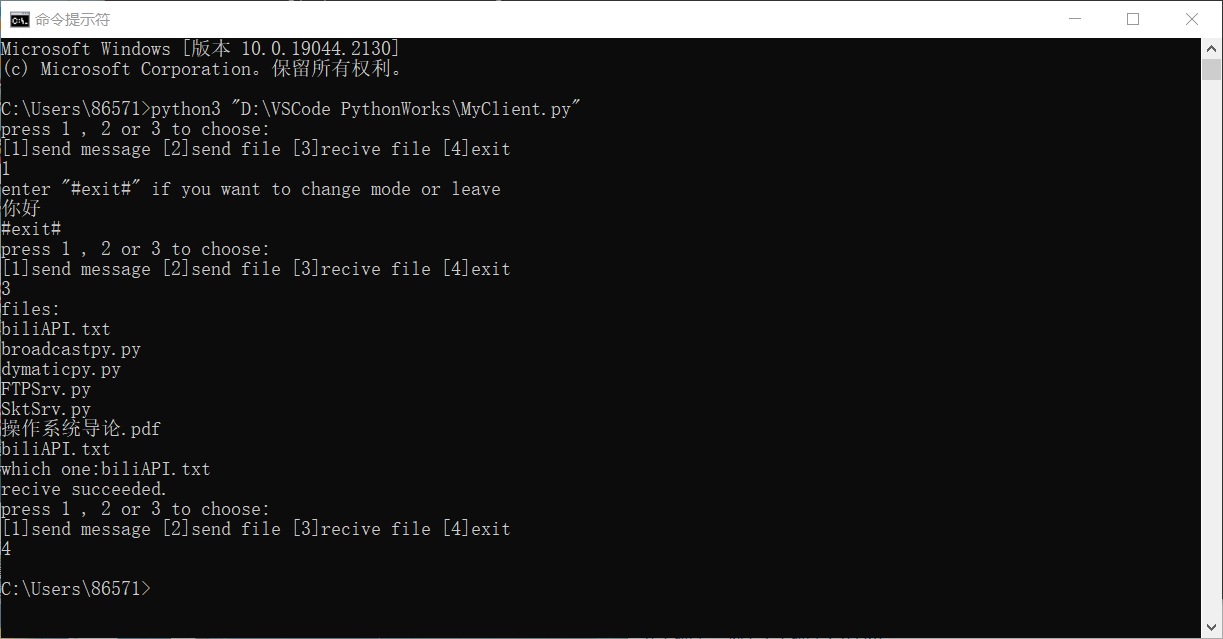 命令提示符
Microsoft Windows [版本 10.0.19044.2130]
(c) Microsoft Corporation。保留所有权利。
C:\Users\86571>python3 "D:\VSCode PythonWorks\MyClient.py"
press 1 , 2 or 3 to choose:
[1]send message [2]send file [3]recive file [4]exit
1
enter "#exit#" if you want to change mode or leave
你好
#exit#
press 1 , 2 or 3 to choose:
[1]send message [2]send file [3]recive file [4]exit
3
files:
biliAPI.txt
broadcastpy.py
dymaticpy.py
FTPSrv.py
SktSrv.py
操作系统导论.pdf
biliAPI.txt
which one:biliAPI.txt
recive succeeded.
press 1 , 2 or 3 to choose:
[1]send message [2]send file [3]recive file [4]exit
4
C:\Users\86571>